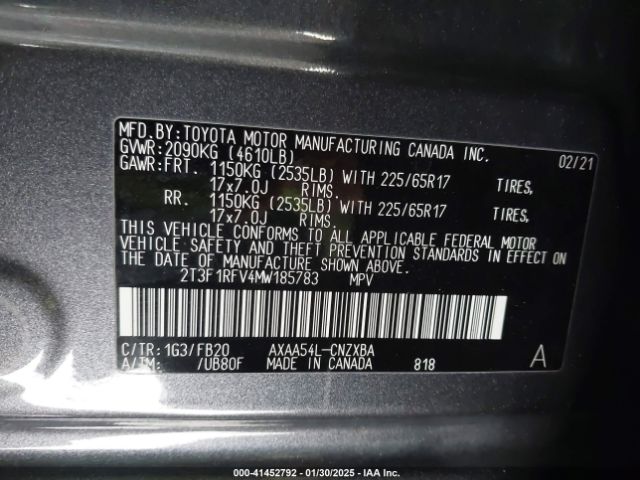 MFD.BY:TOYOTA MOTOR MANUFACTURING CANADA INC.
GVWR:2090KG (4610LB) 02/21
GAWR:FRT. 1150KG (2535LB) WITH 225/65R17 TIRES,
17x7.0J RIMS.
RR. 1150KG (2535LB) WITH 225/65R17 TIRES,
17x7.0J RIMS.
THIS VEHICLE CONFORMS TO ALL APPLICABLE FEDERAL MOTOR
VEHICLE SAFETY AND THEFT PREVENTION STANDARDS IN EFFECT ON
THE DATE OF MANUFACTURE SHOWN ABOVE.
2T3F1RFV4MW185783 MPV
C/TR:1G3/FB20 AXAA54L-CNZXBA A
A/TM: /UB80F MADE IN CANADA 818
000-41452792 - 01/30/2025 - IAA Inc.